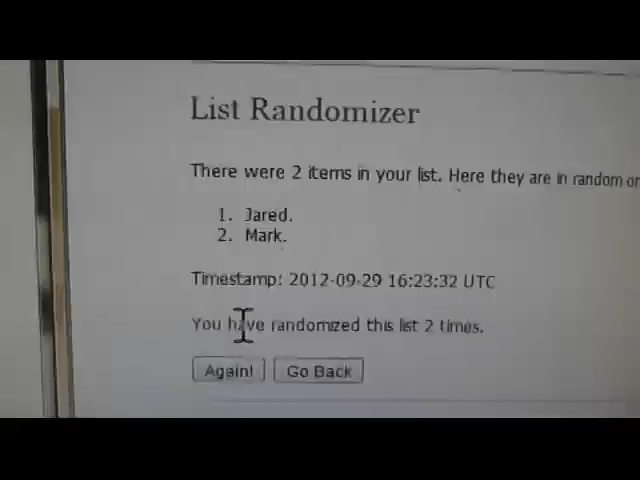 List Randomizer
There were 2 items in your list. Here they are in random or
1. Jared.
2. Mark.
Timestamp: 2012-09-29 16:23:32 UTC
You have randomized this list 2 times.
Again! Go Back